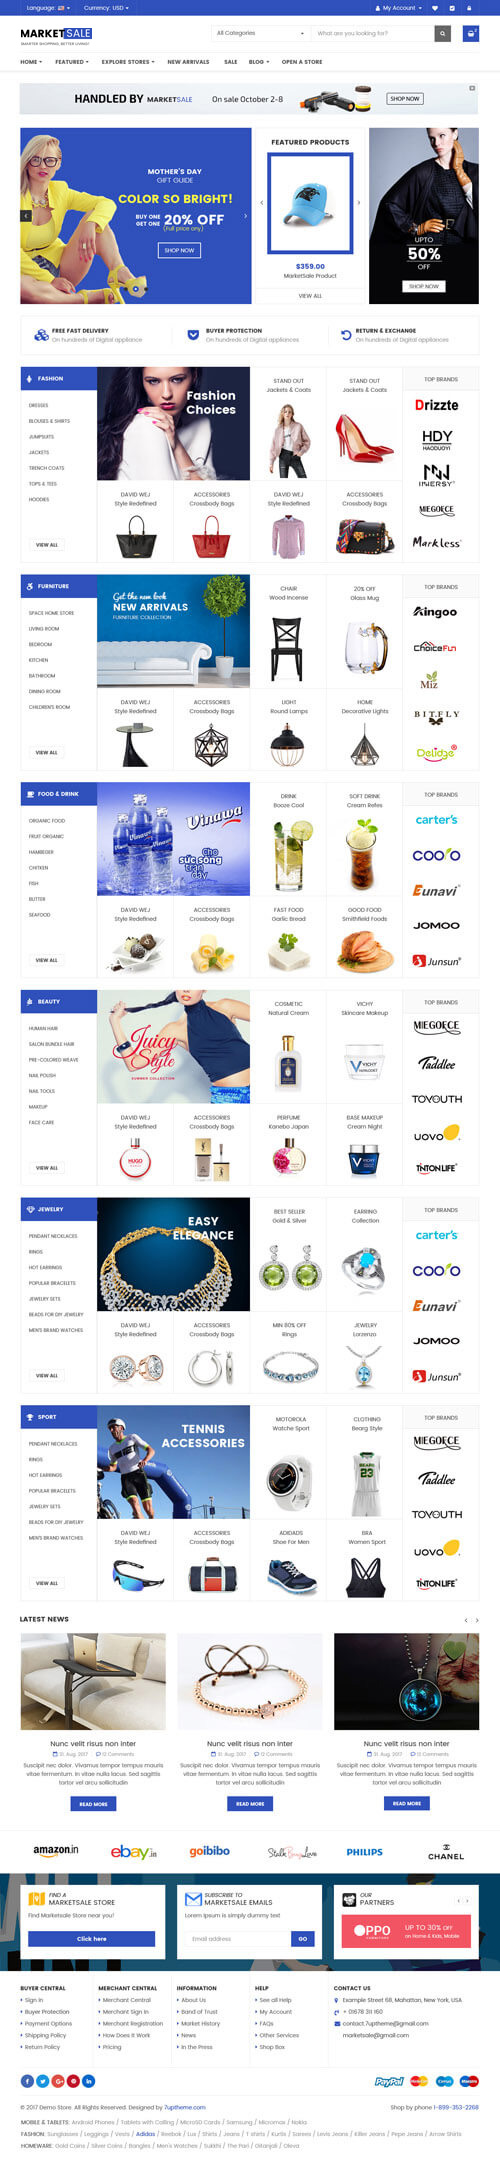 Language:
Currency: USD
My Account
MARKETSALE
SMARTER SHOPPING, BETTER LIVING!
All Categories
What are you looking for?
HOME
FEATURED
EXPLORE STORES
NEW ARRIVALS
SALE
BLOG
OPEN A STORE
HANDLED BY MARKETSALE
On sale October 2-8
SHOP NOW
MOTHER'S DAY
GIFT GUIDE
COLOR SO BRIGHT!
BUY ONE
GET ONE
20% OFF
(Full price only)
SHOP NOW
FEATURED PRODUCTS
$359.00
MarketSale Product
VIEW ALL
UPTO
50%
OFF
SHOP NOW
FREE FAST DELIVERY
On hundreds of Digital appliance
BUYER PROTECTION
On hundreds of Digital appliances
RETURN & EXCHANGE
On hundreds of Digital appliances
FASHION
DRESSES
BLOUSES & SHIRTS
JUMPSUITS
JACKETS
TRENCH COATS
TOPS & TEES
HOODIES
VIEW ALL
Fashion
Choices
STAND OUT
Jackets & Coats
STAND OUT
Jackets & Coats
DAVID WEJ
Style Redefined
ACCESSORIES
Crossbody Bags
DAVID WEJ
Style Redefined
ACCESSORIES
Crossbody Bags
TOP BRANDS
Drizzte
HDY
HAODUOYI
INERSY
MIEGOFCE
Markless
FURNITURE
SPACE HOME STORE
LIVING ROOM
BEDROOM
KITCHEN
BATHROOM
DINING ROOM
CHILDREN'S ROOM
VIEW ALL
Get the new look
NEW ARRIVALS
FURNITURE COLLECTION
CHAIR
Wood Incense
20% OFF
Glass Mug
DAVID WEJ
Style Redefined
ACCESSORIES
Crossbody Bags
LIGHT
Round Lamps
HOME
Decorative Lights
TOP BRANDS
Aingoo
ChoiceFun
Miz
BIT.FLY
Delidge
FOOD & DRINK
ORGANIC FOOD
FRUIT ORGANIC
HAMBEGER
CHITKEN
FISH
BUTTER
SEAFOOD
VIEW ALL
Vinawa
cho
sức sống
tràn
đầy
DRINK
Booze Cool
SOFT DRINK
Cream Refes
DAVID WEJ
Style Redefined
ACCESSORIES
Crossbody Bags
FAST FOOD
Garlic Bread
GOOD FOOD
Smithfield Foods
TOP BRANDS
carter's
COOLO
Eunavi
JOMOO
Junsun
BEAUTY
HUMAN HAIR
SALON BUNDLE HAIR
PRE-COLORED WEAVE
NAIL POLISH
NAIL TOOLS
MAKEUP
FACE CARE
VIEW ALL
Juicy
Style
SUMMER COLLECTION
COSMETIC
Natural Cream
VICHY
Skincare Makeup
DAVID WEJ
Style Redefined
ACCESSORIES
Crossbody Bags
PERFUME
Kanebo Japan
BASE MAKEUP
Cream Night
TOP BRANDS
MIEGOFCE
Taddlee
TOYOUTH
UOVO
TNTON LIFE
JEWELRY
PENDANT NECKLACES
RINGS
HOT EARRINGS
POPULAR BRACELETS
JEWELRY SETS
BEADS FOR DIY JEWELRY
MEN'S BRAND WATCHES
VIEW ALL
EASY
ELEGANCE
BEST SELLER
Gold & Silver
EARRING
Collection
DAVID WEJ
Style Redefined
ACCESSORIES
Crossbody Bags
MIN 80% OFF
Rings
JEWELRY
Lorzenzo
TOP BRANDS
carter's
COOLO
Eunavi
JOMOO
Junsun
SPORT
PENDANT NECKLACES
RINGS
HOT EARRINGS
POPULAR BRACELETS
JEWELRY SETS
BEADS FOR DIY JEWELRY
MEN'S BRAND WATCHES
VIEW ALL
TENNIS
ACCESSORIES
MOTOROLA
Watche Sport
CLOTHING
Bearg Style
DAVID WEJ
Style Redefined
ACCESSORIES
Crossbody Bags
ADIDADS
Shoe For Men
BRA
Women Sport
TOP BRANDS
MIEGOFCE
Taddlee
TOYOUTH
UOVO
TNTON LIFE
LATEST NEWS
Nunc velit risus non inter
31, Aug, 2017 12 Comments
Suscipit nec dolor. Vivamus tempor tempus mauris
vitae fermentum. In vitae nulla lacus. Sed sagittis
tortor vel arcu sollicitudin
READ MORE
Nunc velit risus non inter
31, Aug, 2017 12 Comments
Suscipit nec dolor. Vivamus tempor tempus mauris
vitae fermentum. In vitae nulla lacus. Sed sagittis
tortor vel arcu sollicitudin
READ MORE
Nunc velit risus non inter
31, Aug, 2017 12 Comments
Suscipit nec dolor. Vivamus tempor tempus mauris
vitae fermentum. In vitae nulla lacus. Sed sagittis
tortor vel arcu sollicitudin
READ MORE
amazon.in
ebay.in
goibibo
StalkBuyLove
PHILIPS
CHANEL
FIND A
MARKETSALE STORE
Find Marketsale Store near you!
Click here
SUBSCRIBE TO
MARKETSALE EMAILS
Lorem Ipsum is simply dummy text
Email address
GO
OUR
PARTNERS
OPPO
FURNITURE
UP TO 30% OFF
on Home & Kids, Mobile
BUYER CENTRAL
Sign In
Buyer Protection
Payment Options
Shipping Policy
Return Policy
MERCHANT CENTRAL
Merchant Central
Merchant Sign In
Merchant Registration
How Does It Work
Pricing
INFORMATION
About Us
Band of Trust
Market History
News
In the Press
HELP
See all Help
My Account
FAQs
Other Services
Shop Box
CONTACT US
Example Street 68, Mahattan, New York, USA
+ 01678 311 160
contact.7uptheme@gmail.com
marketsale@gmail.com
PayPal
Cirrus
Maestro
© 2017 Demo Store. All Rights Reserved. Designed by 7uptheme.com
Shop by phone 1-899-353-2268
MOBILE & TABLETS: Android Phones / Tablets with Calling / MicroSD Cards / Samsung / Micromax / Nokia
FASHION: Sunglasses / Leggings / Vests / Adidas / Reebok / Lux / Shirts / Jeans / T shirts / Kurtis / Sarees / Levis Jeans / Killer Jeans / Pepe Jeans / Arrow Shirts
HOMEWARE: Gold Coins / Silver Coins / Bangles / Men's Watches / Sukkhi / The Pari / Gitanjali / Oleva